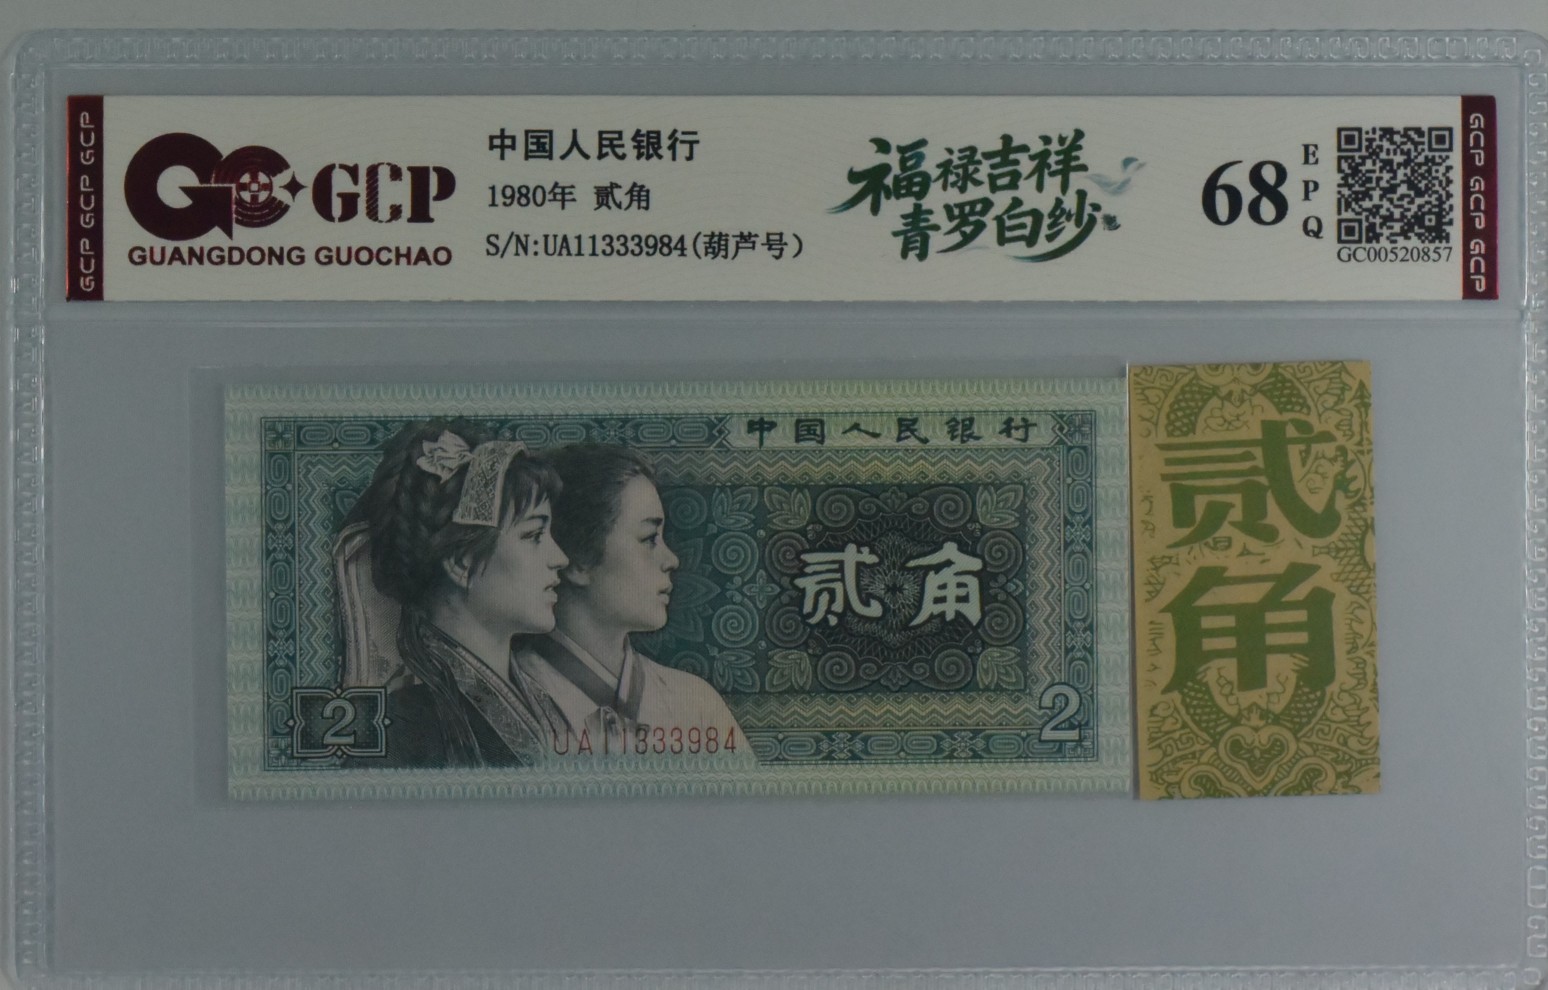 GCP GCP GCP
GCP
GUANGDONG GUOCHAO
中国人民银行
1980年 贰角
S/N:UA11333984(葫芦号)
福禄吉祥
青罗白纱
68
EPQ
GC00520857
GCP GCP GCP
中国人民银行
贰角
2
2
UA11333984
贰角